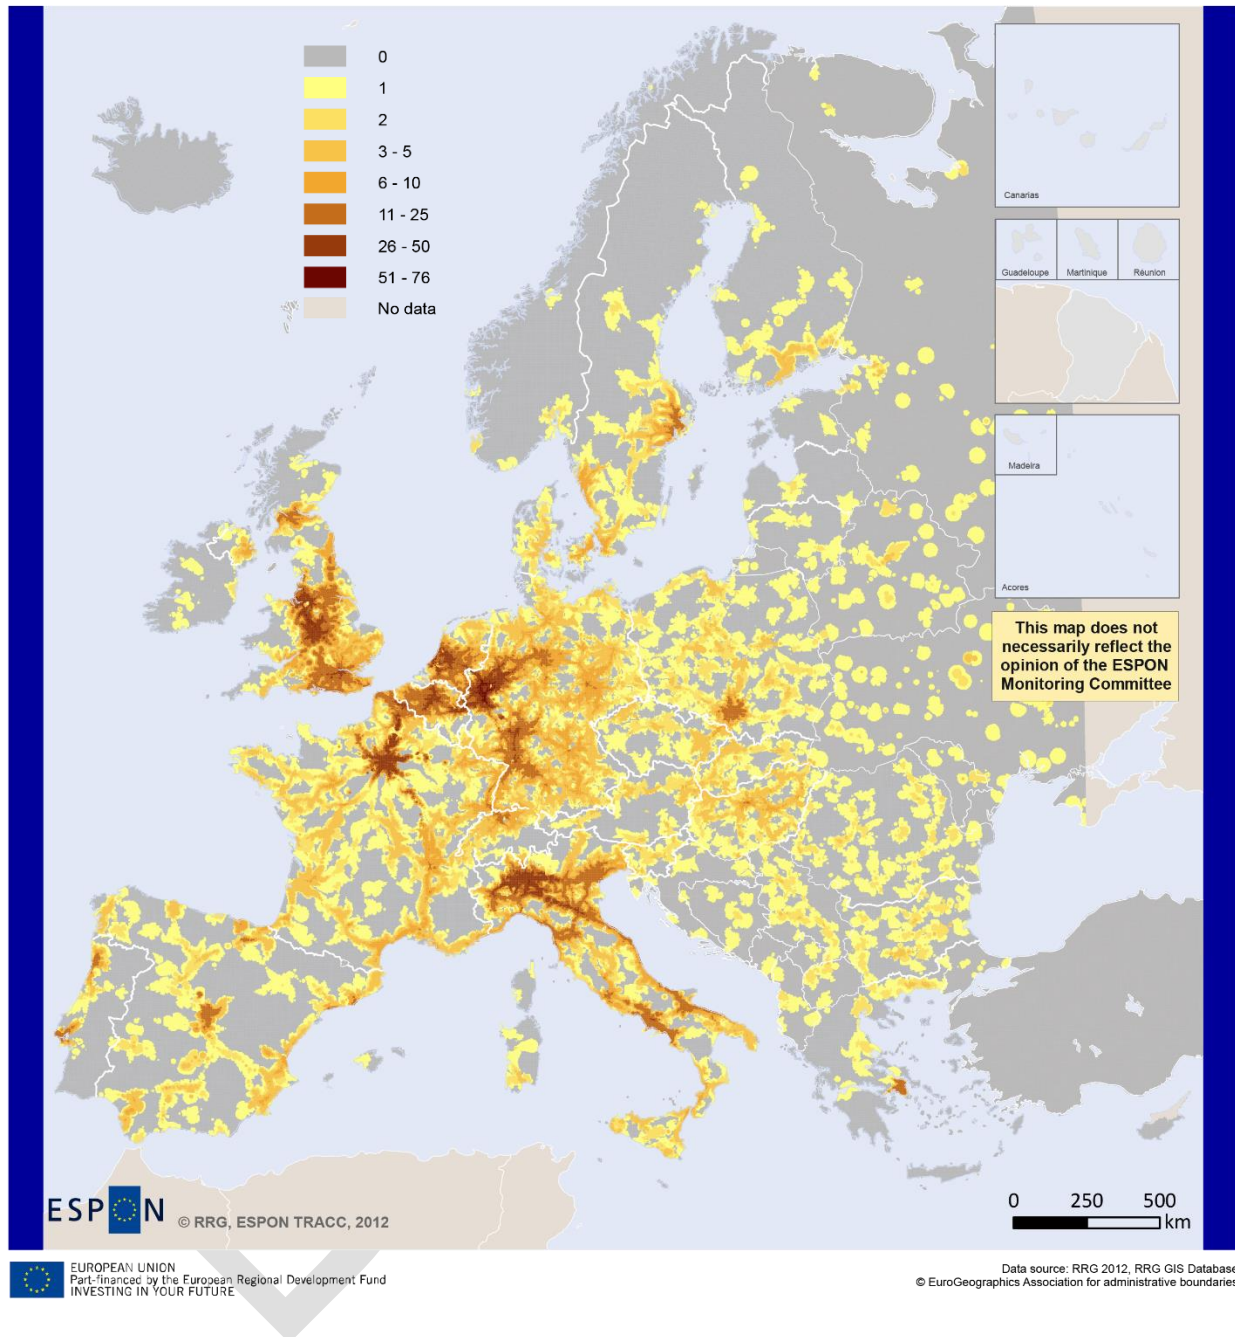 0
1
2
3 - 5
6 - 10
11 - 25
26 - 50
51 - 76
No data
Canarias
Guadeloupe
Martinique
Réunion
Madeira
Acores
This map does not
necessarily reflect the
opinion of the ESPON
Monitoring Committee
ESPON
© RRG, ESPON TRACC, 2012
0 250 500
km
EUROPEAN UNION
Part-financed by the European Regional Development Fund
INVESTING IN YOUR FUTURE
Data source: RRG 2012, RRG GIS Database
© EuroGeographics Association for administrative boundaries